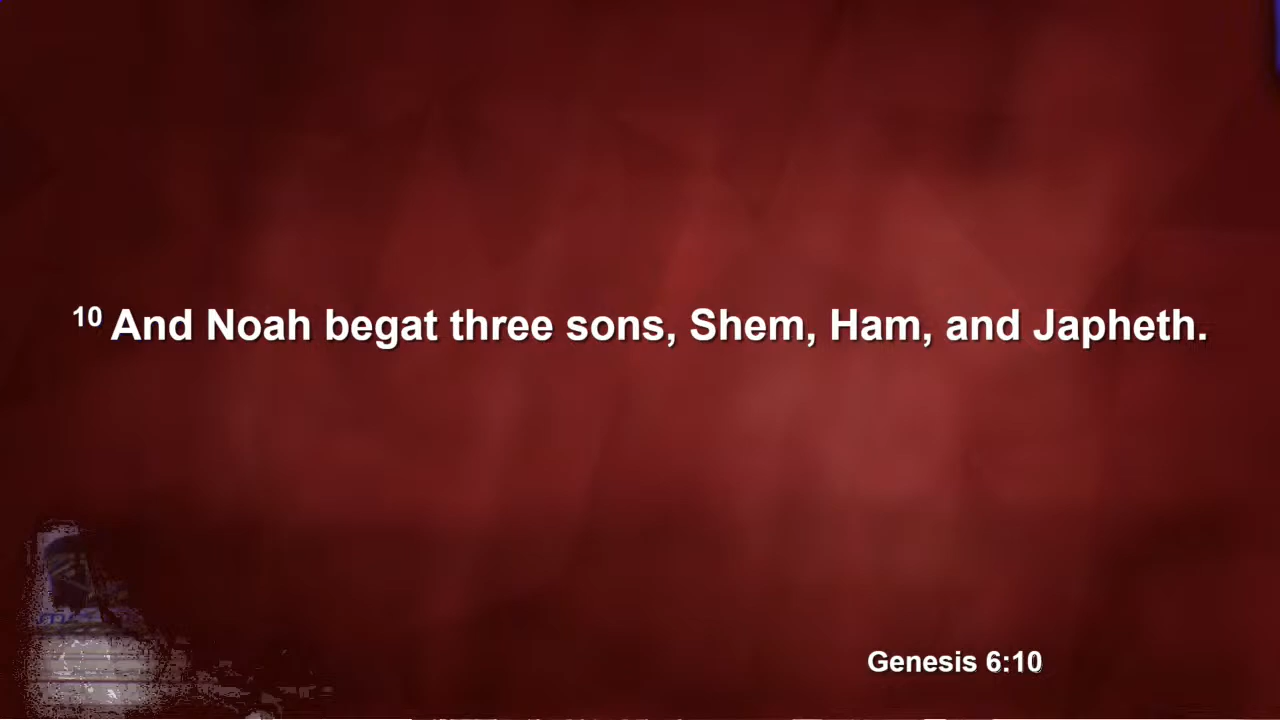 10 And Noah begat three sons, Shem, Ham, and Japheth.
Genesis 6:10